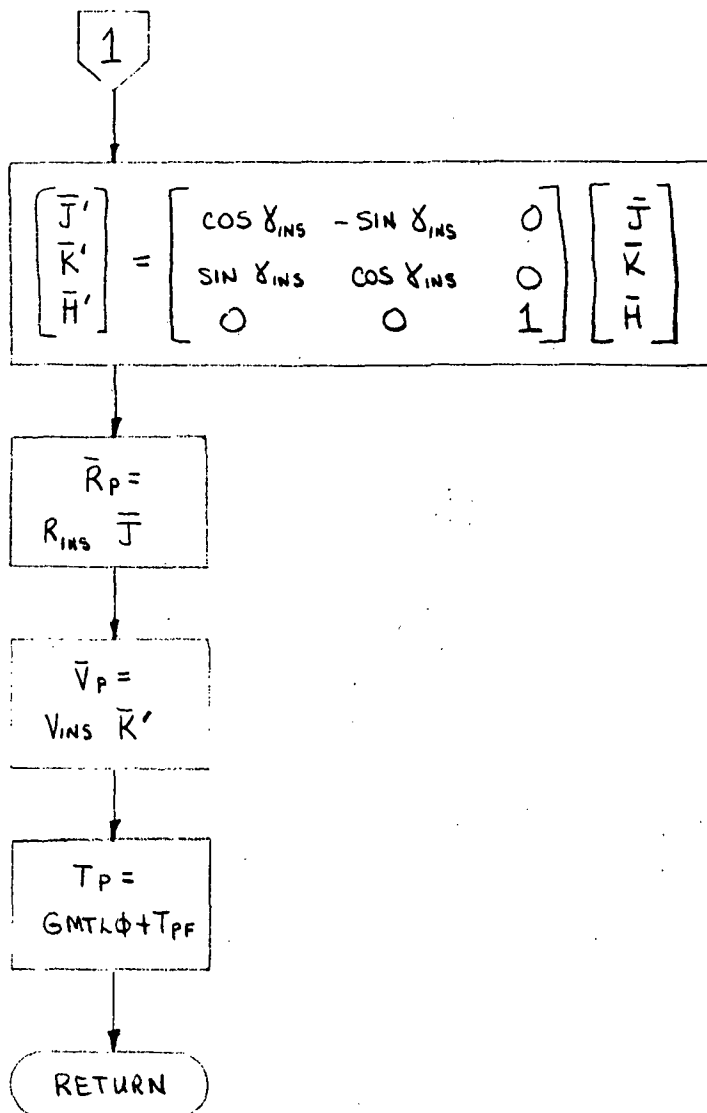 1
J̄' cos γINS -sin γINS 0 J̄
K̄' = sin γINS cos γINS 0 K̄
H̄' 0 0 1 H̄
R̄P =
RINS J̄
V̄P =
VINS K̄'
TP =
GMTLΦ+TPF
RETURN